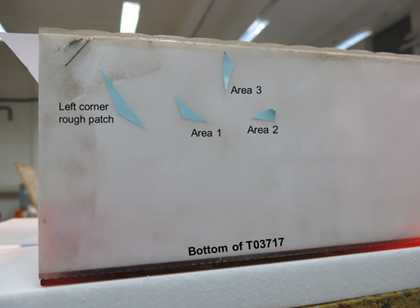 Area 3
Left corner
rough patch
Area 1
Area 2
Bottom of T03717